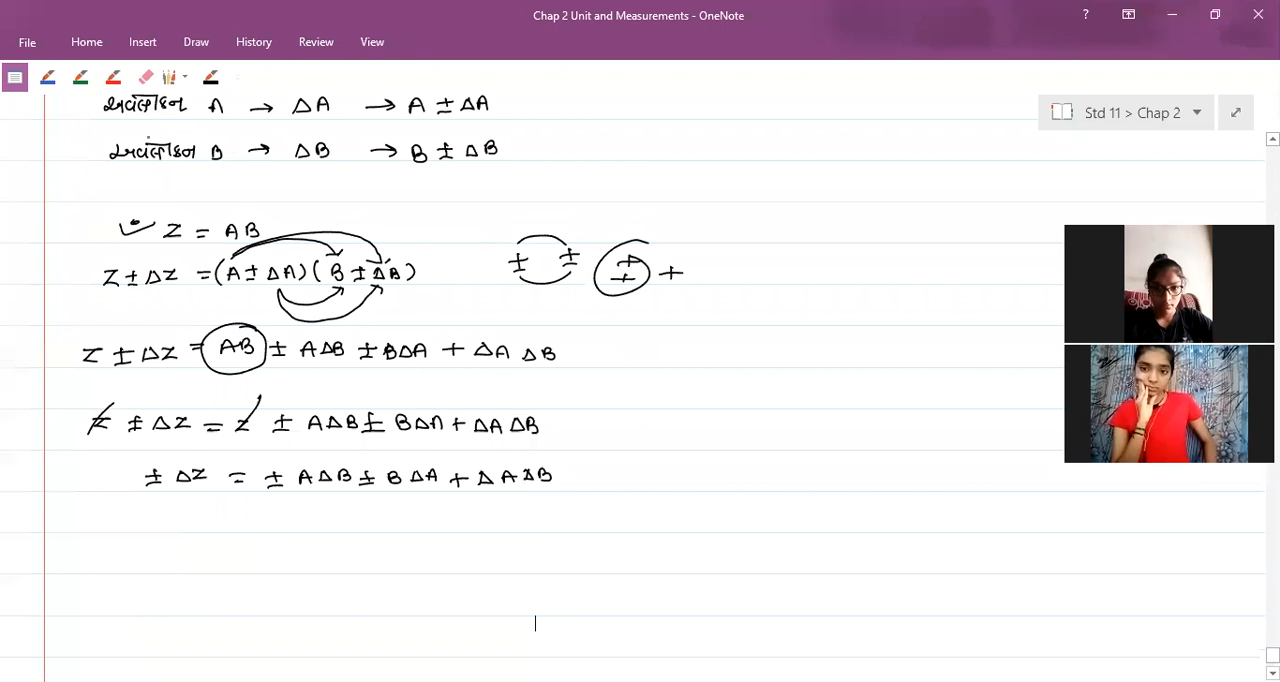 Chap 2 Unit and Measurements - OneNote
File Home Insert Draw History Review View
Std 11 > Chap 2
અવલોકન A → ΔA → A ± ΔA
અવલોકન B → ΔB → B ± ΔB
Z = AB
Z ± ΔZ = (A ± ΔA) (B ± ΔB)
± ± ± +
Z ± ΔZ = AB ± AΔB ± BΔA + ΔA ΔB
Z ± ΔZ = Z ± AΔB ± BΔA + ΔA ΔB
± ΔZ = ± AΔB ± BΔA + ΔAΔB